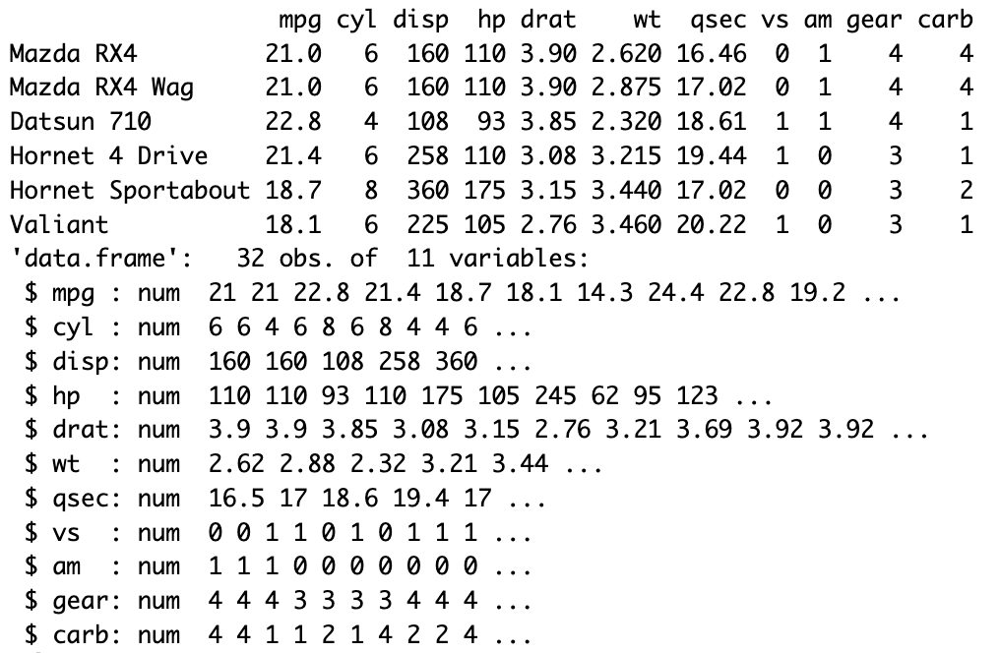 mpg cyl disp  hp drat    wt  qsec vs am gear carb
Mazda RX4         21.0   6  160 110 3.90 2.620 16.46  0  1    4    4
Mazda RX4 Wag     21.0   6  160 110 3.90 2.875 17.02  0  1    4    4
Datsun 710        22.8   4  108  93 3.85 2.320 18.61  1  1    4    1
Hornet 4 Drive    21.4   6  258 110 3.08 3.215 19.44  1  0    3    1
Hornet Sportabout 18.7   8  360 175 3.15 3.440 17.02  0  0    3    2
Valiant           18.1   6  225 105 2.76 3.460 20.22  1  0    3    1
'data.frame':   32 obs. of  11 variables:
 $ mpg : num  21 21 22.8 21.4 18.7 18.1 14.3 24.4 22.8 19.2 ...
 $ cyl : num  6 6 4 6 8 6 8 4 4 6 ...
 $ disp: num  160 160 108 258 360 ...
 $ hp  : num  110 110 93 110 175 105 245 62 95 123 ...
 $ drat: num  3.9 3.9 3.85 3.08 3.15 2.76 3.21 3.69 3.92 3.92 ...
 $ wt  : num  2.62 2.88 2.32 3.21 3.44 ...
 $ qsec: num  16.5 17 18.6 19.4 17 ...
 $ vs  : num  0 0 1 1 0 1 0 1 1 1 ...
 $ am  : num  1 1 1 0 0 0 0 0 0 0 ...
 $ gear: num  4 4 4 3 3 3 3 4 4 4 ...
 $ carb: num  4 4 1 1 2 1 4 2 2 4 ...